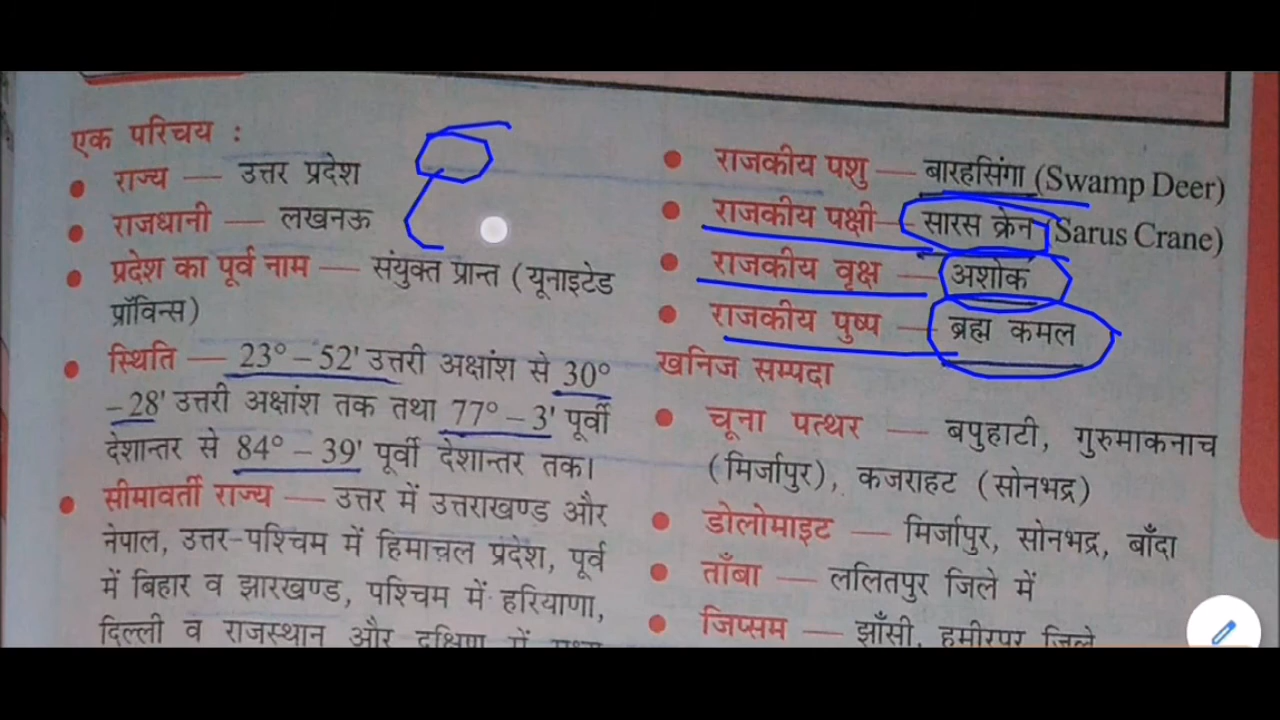 एक परिचय :
• राज्य — उत्तर प्रदेश
• राजधानी — लखनऊ
• प्रदेश का पूर्व नाम — संयुक्त प्रान्त (यूनाइटेड
प्रॉविन्स)
• स्थिति — 23° – 52' उत्तरी अक्षांश से 30°
– 28' उत्तरी अक्षांश तक तथा 77° – 3' पूर्वी
देशान्तर से 84° – 39' पूर्वी देशान्तर तक।
• सीमावर्ती राज्य — उत्तर में उत्तराखण्ड और
नेपाल, उत्तर-पश्चिम में हिमाचल प्रदेश, पूर्व
में बिहार व झारखण्ड, पश्चिम में हरियाणा,
दिल्ली व राजस्थान और दक्षिण में मध्य
• राजकीय पशु — बारहसिंगा (Swamp Deer)
• राजकीय पक्षी — सारस क्रेन (Sarus Crane)
• राजकीय वृक्ष — अशोक
• राजकीय पुष्प — ब्रह्म कमल
खनिज सम्पदा
• चूना पत्थर — बपुहाटी, गुरुमाकनाच
(मिर्जापुर), कजराहट (सोनभद्र)
• डोलोमाइट — मिर्जापुर, सोनभद्र, बाँदा
• ताँबा — ललितपुर जिले में
• जिप्सम — झाँसी, हमीरपुर जिले